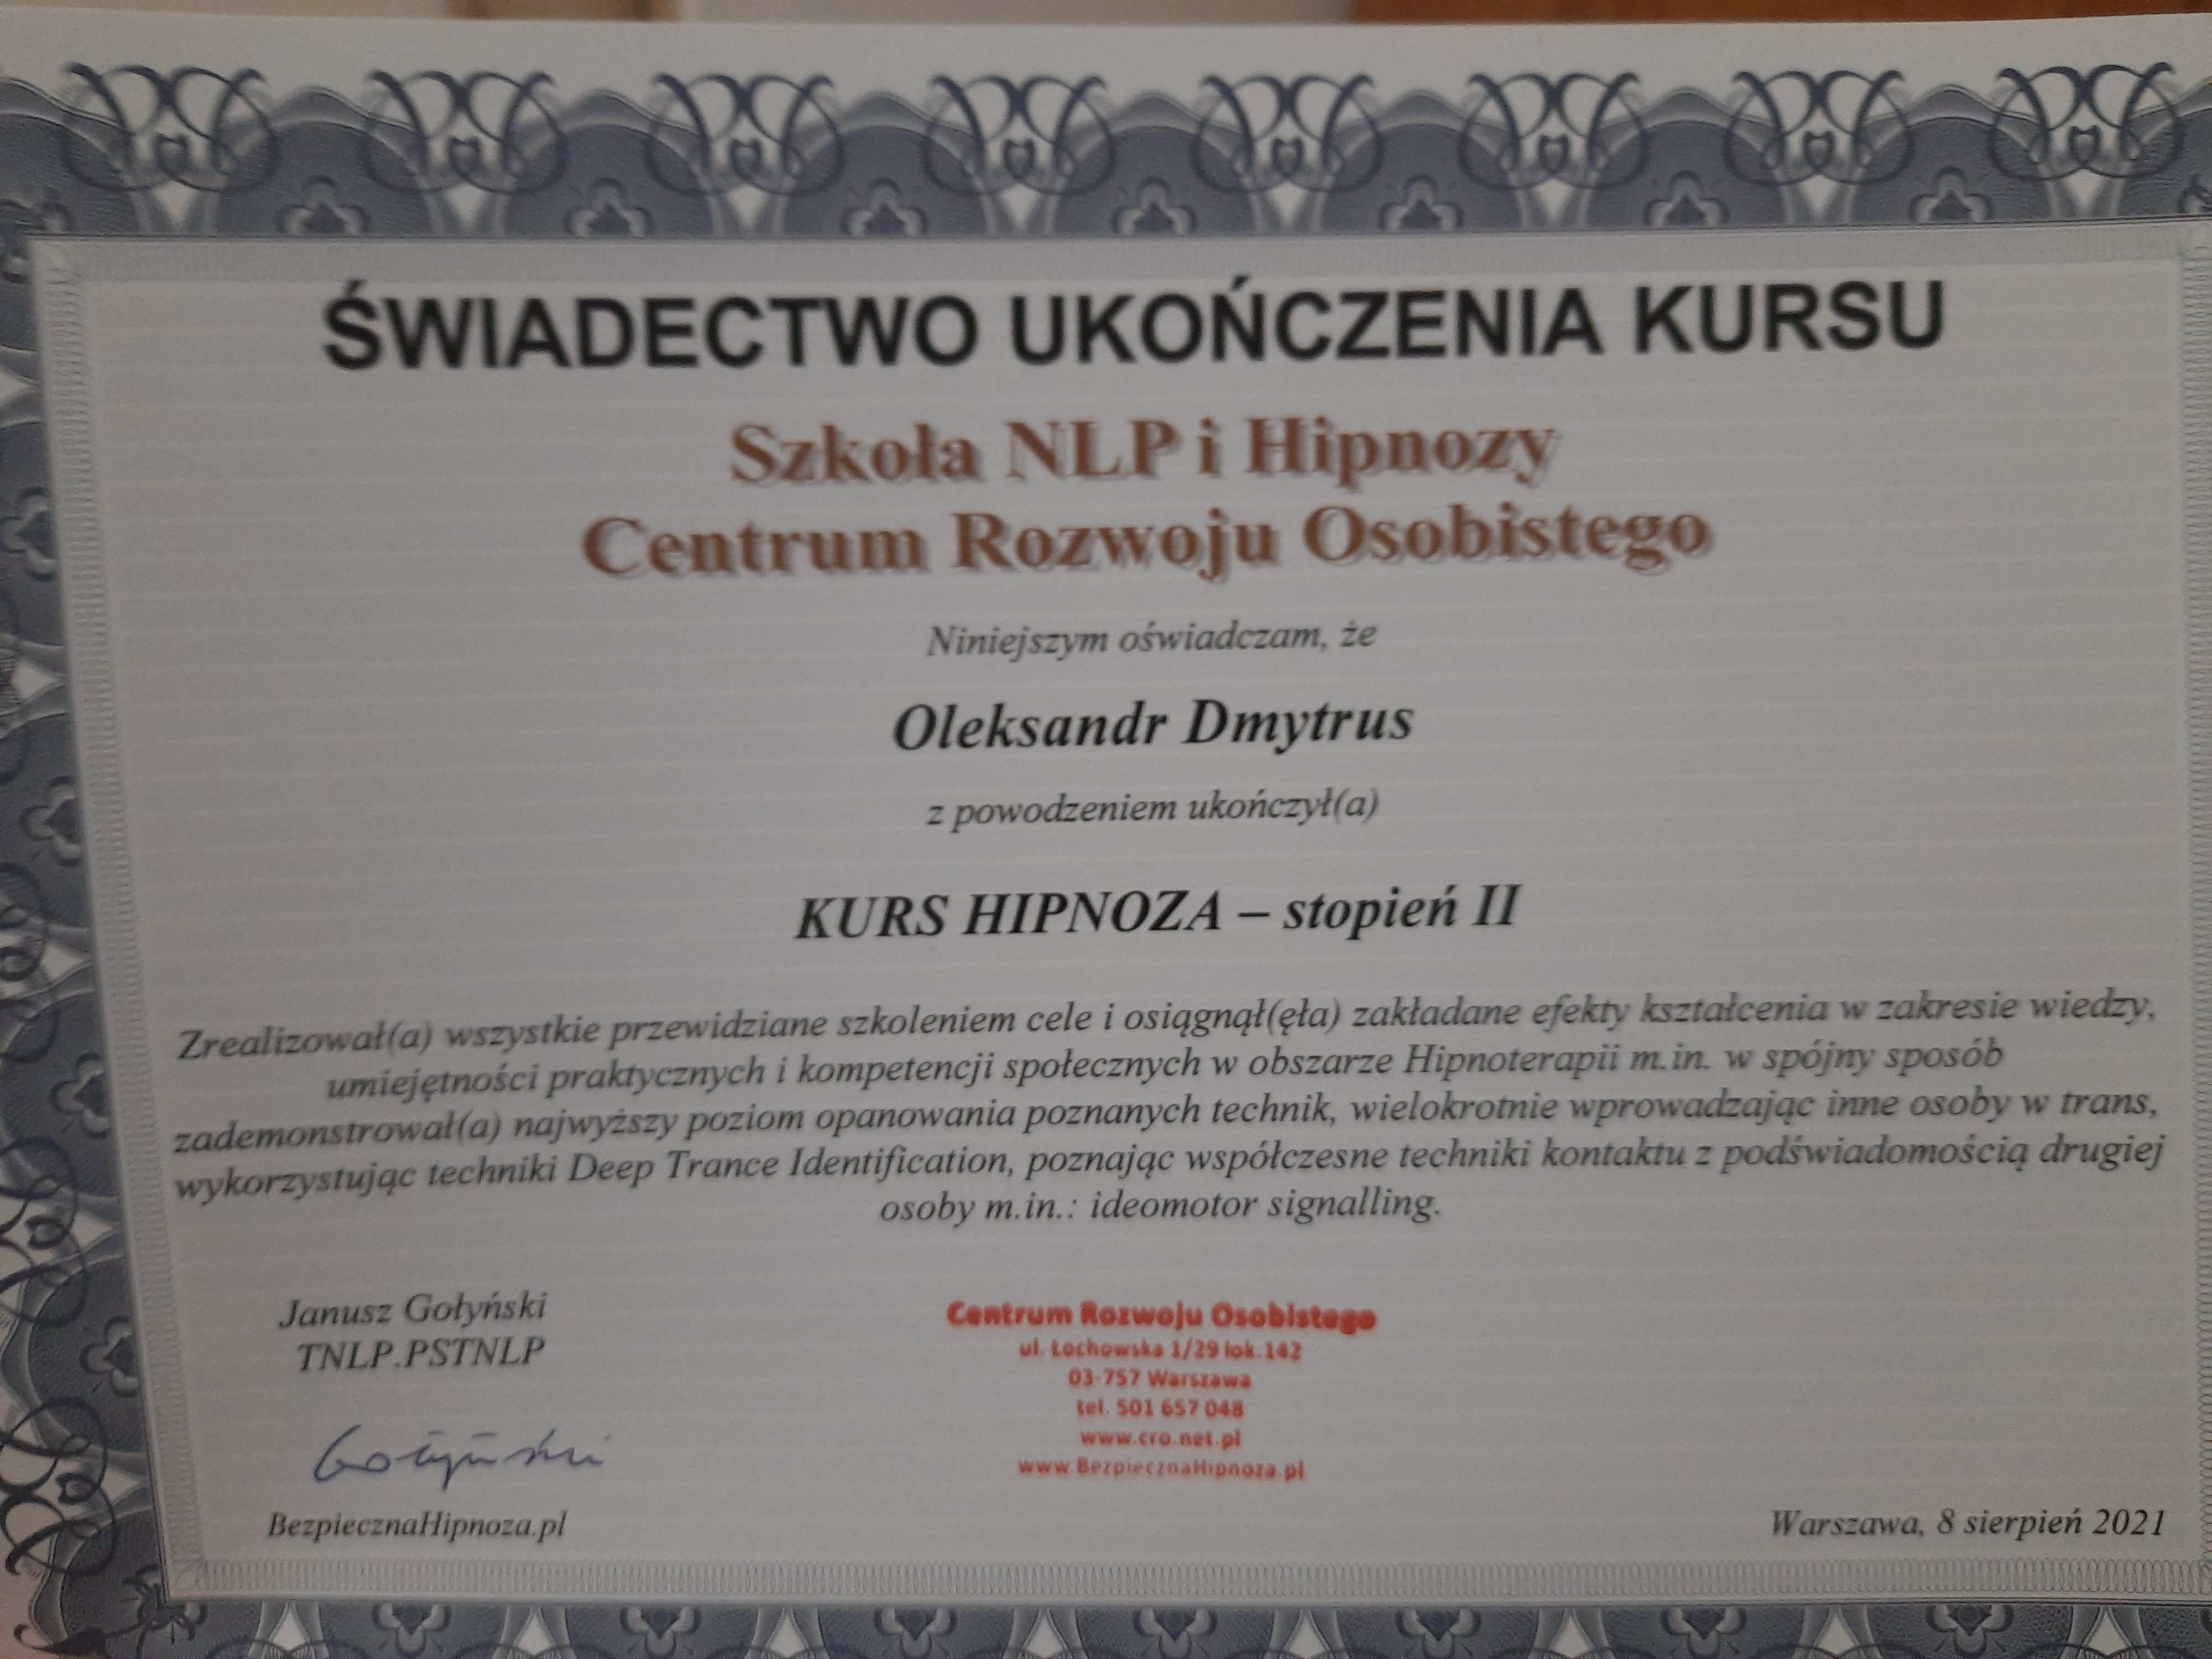 ŚWIADECTWO UKOŃCZENIA KURSU
Szkoła NLP i Hipnozy
Centrum Rozwoju Osobistego
Niniejszym oświadczam, że
Oleksandr Dmytrus
z powodzeniem ukończył(a)
KURS HIPNOZA – stopień II
Zrealizował(a) wszystkie przewidziane szkoleniem cele i osiągnął(ęła) zakładane efekty kształcenia w zakresie wiedzy,
umiejętności praktycznych i kompetencji społecznych w obszarze Hipnoterapii m.in. w spójny sposób
zademonstrował(a) najwyższy poziom opanowania poznanych technik, wielokrotnie wprowadzając inne osoby w trans,
wykorzystując techniki Deep Trance Identification, poznając współczesne techniki kontaktu z podświadomością drugiej
osoby m.in.: ideomotor signalling.
Janusz Gołyński
TNLP.PSTNLP
Gołyński
BezpiecznaHipnoza.pl
Centrum Rozwoju Osobistego
ul. Łochowska 1/29 lok.142
03-757 Warszawa
tel. 501 657 048
www.cro.net.pl
www.BezpiecznaHipnoza.pl
Warszawa, 8 sierpień 2021